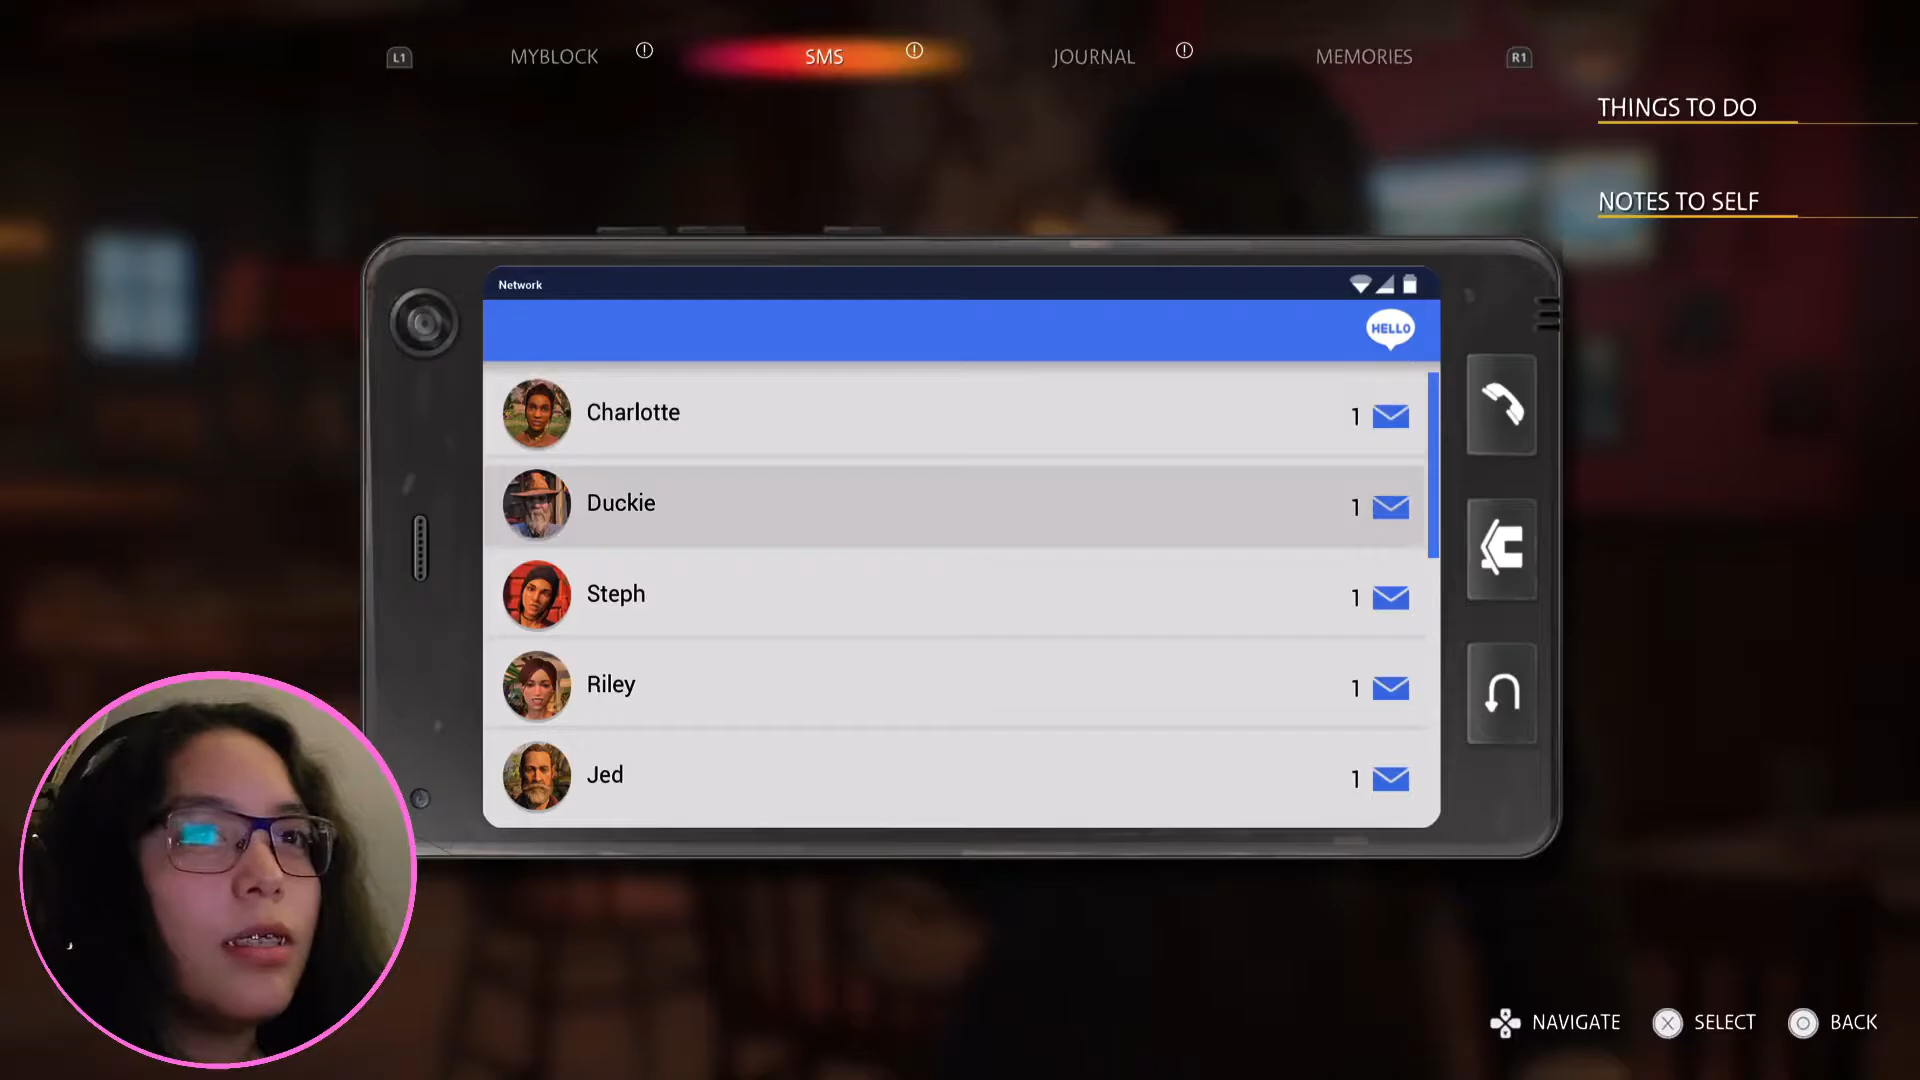 L1 MYBLOCK SMS JOURNAL MEMORIES R1
THINGS TO DO
NOTES TO SELF
Network
HELLO
Charlotte 1
Duckie 1
Steph 1
Riley 1
Jed 1
NAVIGATE SELECT BACK